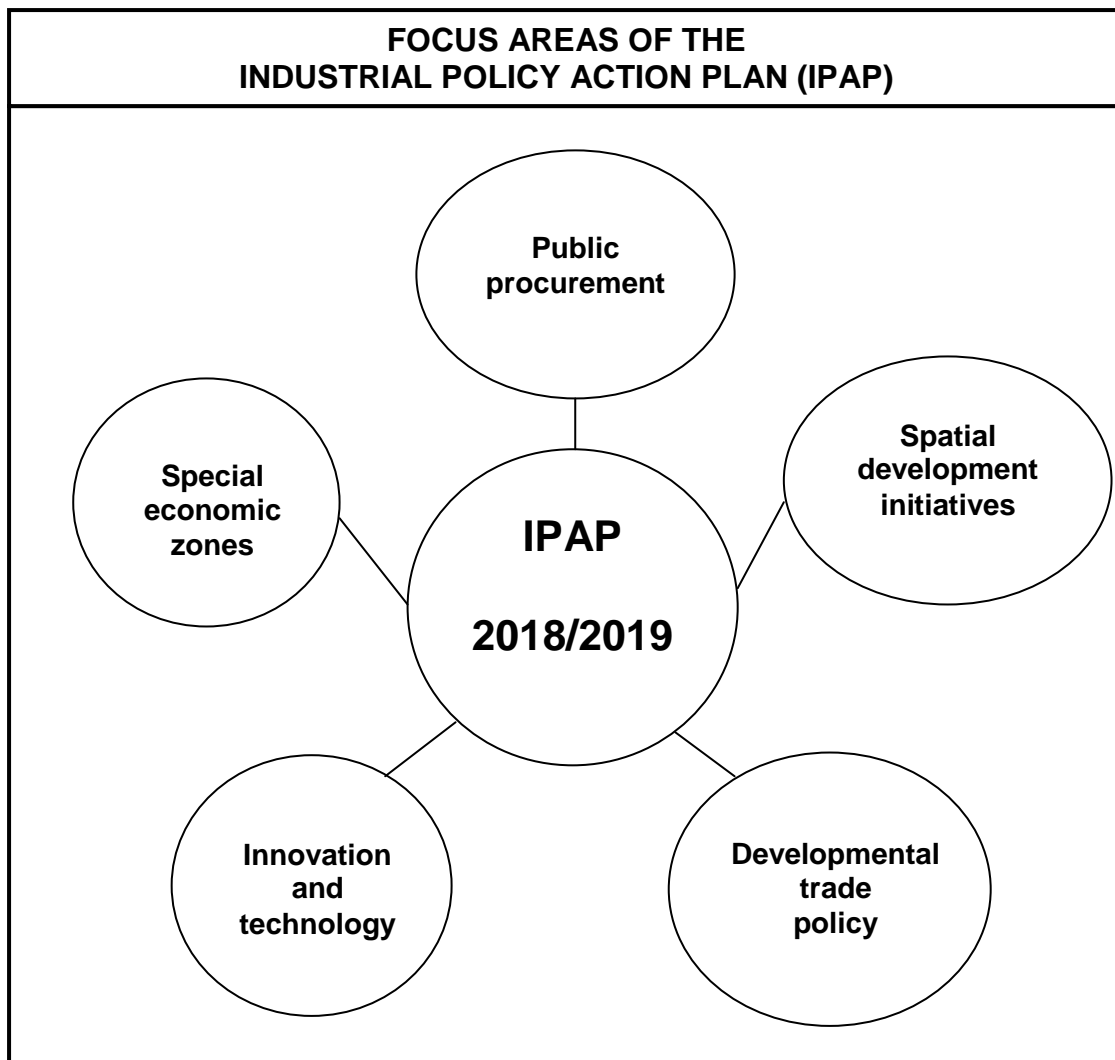 FOCUS AREAS OF THE
INDUSTRIAL POLICY ACTION PLAN (IPAP)
Public
procurement
Spatial
development
initiatives
Special
economic
zones
IPAP
2018/2019
Innovation
and
technology
Developmental
trade
policy